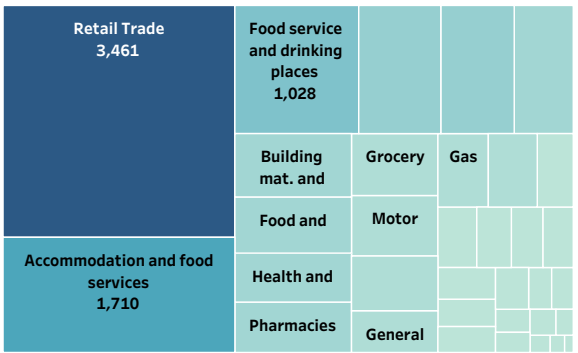 Retail Trade
3,461
Accommodation and food
services
1,710
Food service
and drinking
places
1,028
Building
mat. and
Food and
Health and
Pharmacies
Grocery
Motor
General
Gas